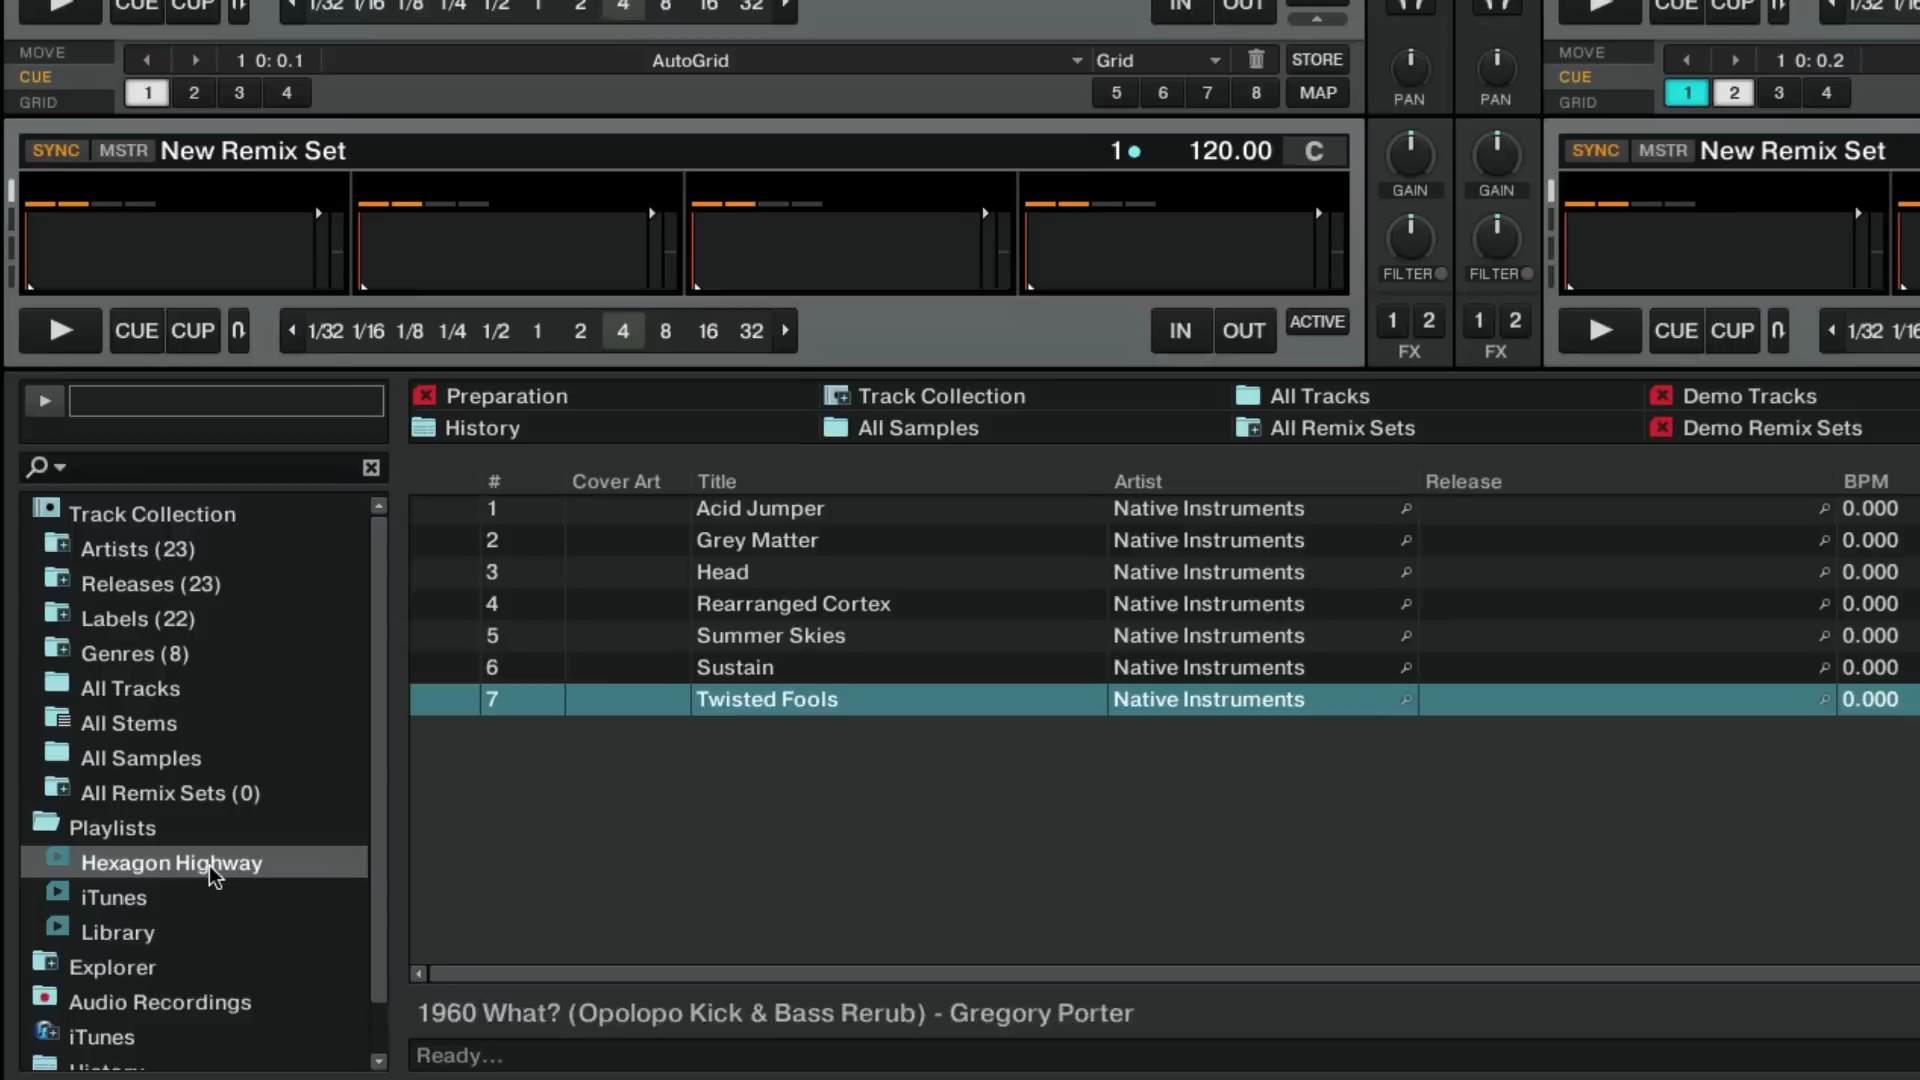 CUE CUP 1/32 1/16 1/8 1/4 1/2 1 2 4 8 16 32 IN OUT CUE CUP 1/32
MOVE 1 0: 0.1 AutoGrid Grid STORE MOVE 1 0: 0.2
CUE CUE
GRID 1 2 3 4 5 6 7 8 MAP PAN PAN GRID 1 2 3 4
SYNC MSTR New Remix Set 1 120.00 C SYNC MSTR New Remix Set
GAIN GAIN
FILTER FILTER
CUE CUP 1/32 1/16 1/8 1/4 1/2 1 2 4 8 16 32 IN OUT ACTIVE 1 2 1 2 CUE CUP 1/32
FX FX
Preparation Track Collection All Tracks Demo Tracks
History All Samples All Remix Sets Demo Remix Sets
# Cover Art Title Artist Release BPM
1 Acid Jumper Native Instruments 0.000
2 Grey Matter Native Instruments 0.000
3 Head Native Instruments 0.000
4 Rearranged Cortex Native Instruments 0.000
5 Summer Skies Native Instruments 0.000
6 Sustain Native Instruments 0.000
7 Twisted Fools Native Instruments 0.000
Track Collection
Artists (23)
Releases (23)
Labels (22)
Genres (8)
All Tracks
All Stems
All Samples
All Remix Sets (0)
Playlists
Hexagon Highway
iTunes
Library
Explorer
Audio Recordings
iTunes
History
1960 What? (Opolopo Kick & Bass Rerub) - Gregory Porter
Ready...